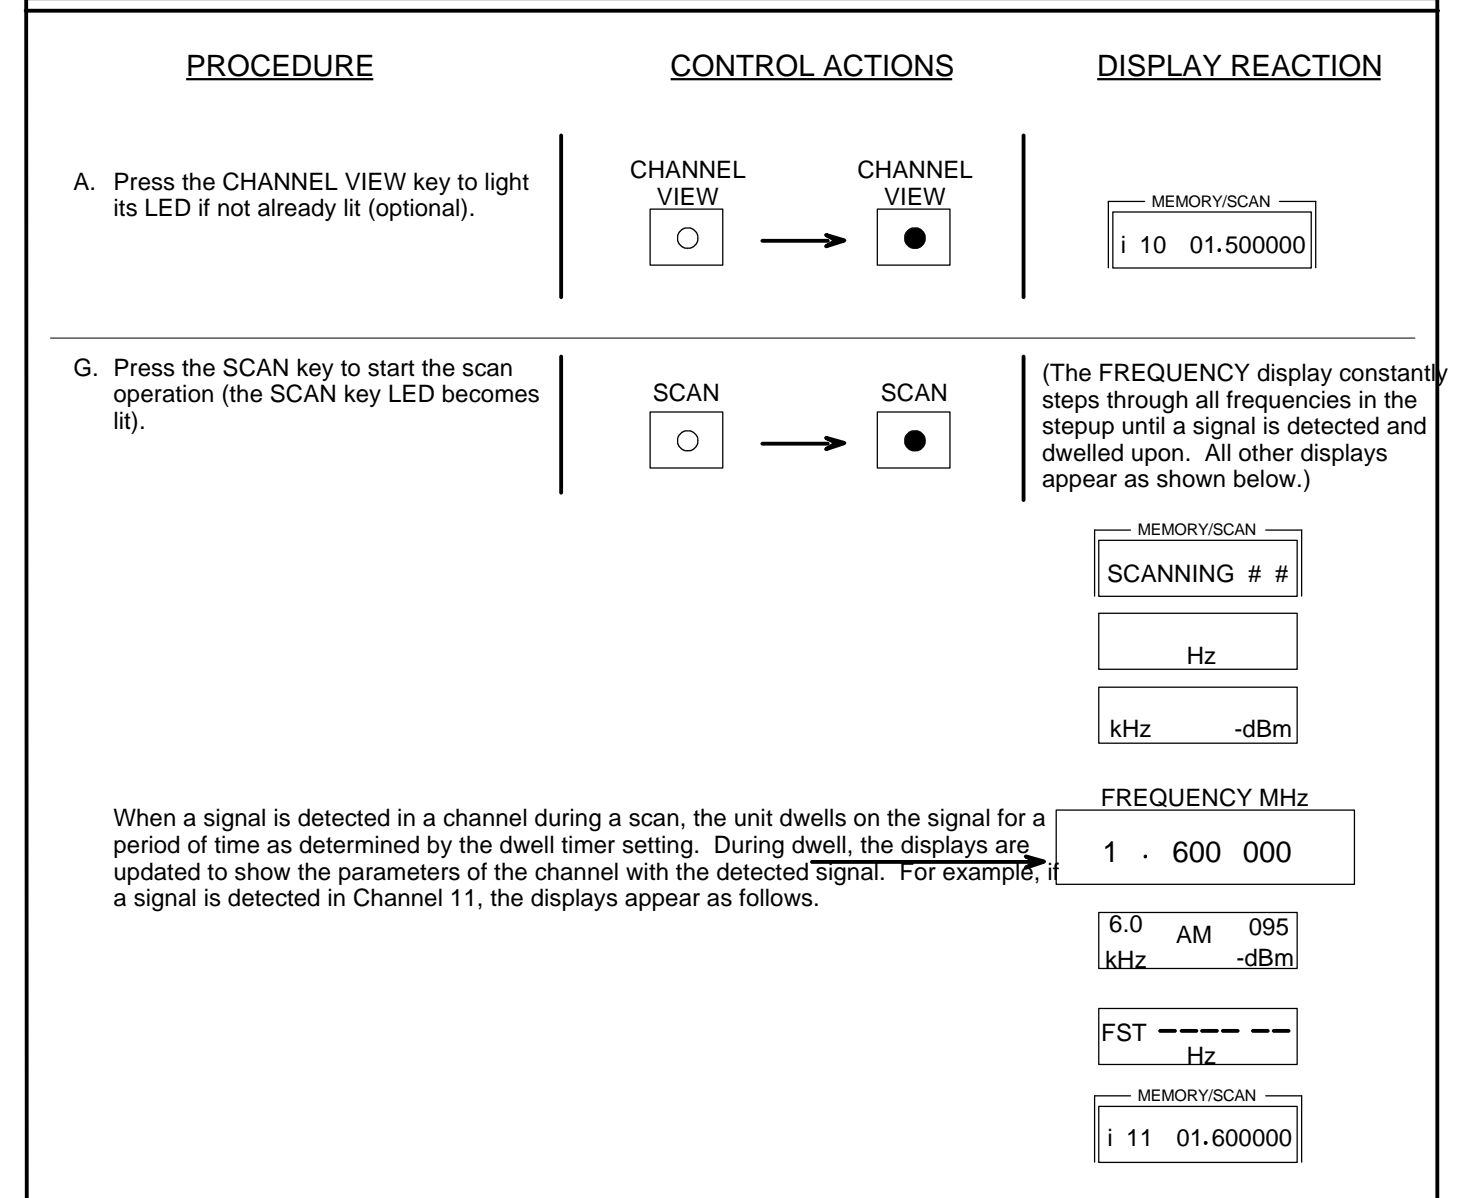 PROCEDURE
CONTROL ACTIONS
DISPLAY REACTION
A. Press the CHANNEL VIEW key to light
its LED if not already lit (optional).
CHANNEL
VIEW
CHANNEL
VIEW
MEMORY/SCAN
i 10 01.500000
G. Press the SCAN key to start the scan
operation (the SCAN key LED becomes
lit).
SCAN
SCAN
(The FREQUENCY display constantly
steps through all frequencies in the
stepup until a signal is detected and
dwelled upon. All other displays
appear as shown below.)
MEMORY/SCAN
SCANNING # #
Hz
kHz -dBm
When a signal is detected in a channel during a scan, the unit dwells on the signal for a
period of time as determined by the dwell timer setting. During dwell, the displays are
updated to show the parameters of the channel with the detected signal. For example, if
a signal is detected in Channel 11, the displays appear as follows.
FREQUENCY MHz
1 . 600 000
6.0 AM 095
kHz -dBm
FST ---- --
Hz
MEMORY/SCAN
i 11 01.600000